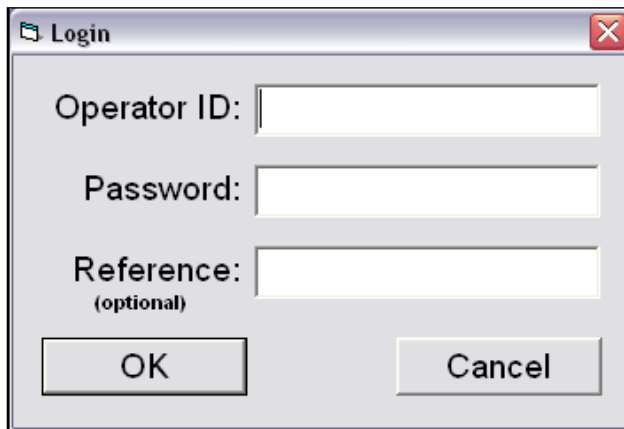 Login
Operator ID:
Password:
Reference:
(optional)
OK Cancel